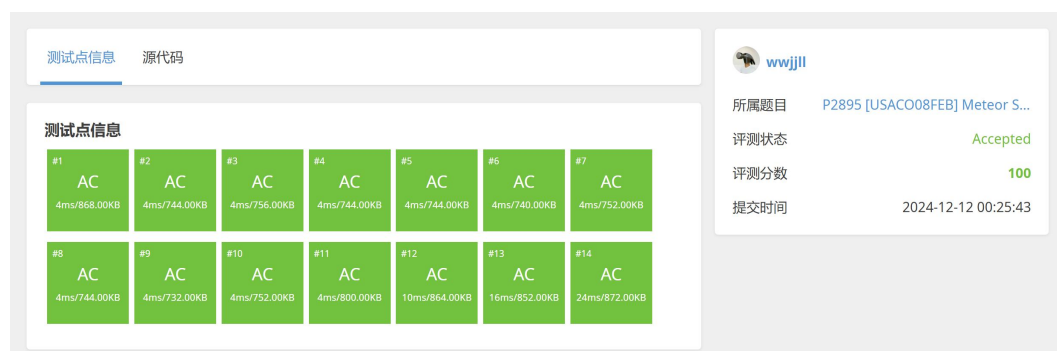 测试点信息 源代码
测试点信息
#1 #2 #3 #4 #5 #6 #7
AC AC AC AC AC AC AC
4ms/868.00KB 4ms/744.00KB 4ms/756.00KB 4ms/744.00KB 4ms/744.00KB 4ms/740.00KB 4ms/752.00KB
#8 #9 #10 #11 #12 #13 #14
AC AC AC AC AC AC AC
4ms/744.00KB 4ms/732.00KB 4ms/752.00KB 4ms/800.00KB 10ms/864.00KB 16ms/852.00KB 24ms/872.00KB
wwjjll
所属题目 P2895 [USACO08FEB] Meteor S...
评测状态 Accepted
评测分数 100
提交时间 2024-12-12 00:25:43